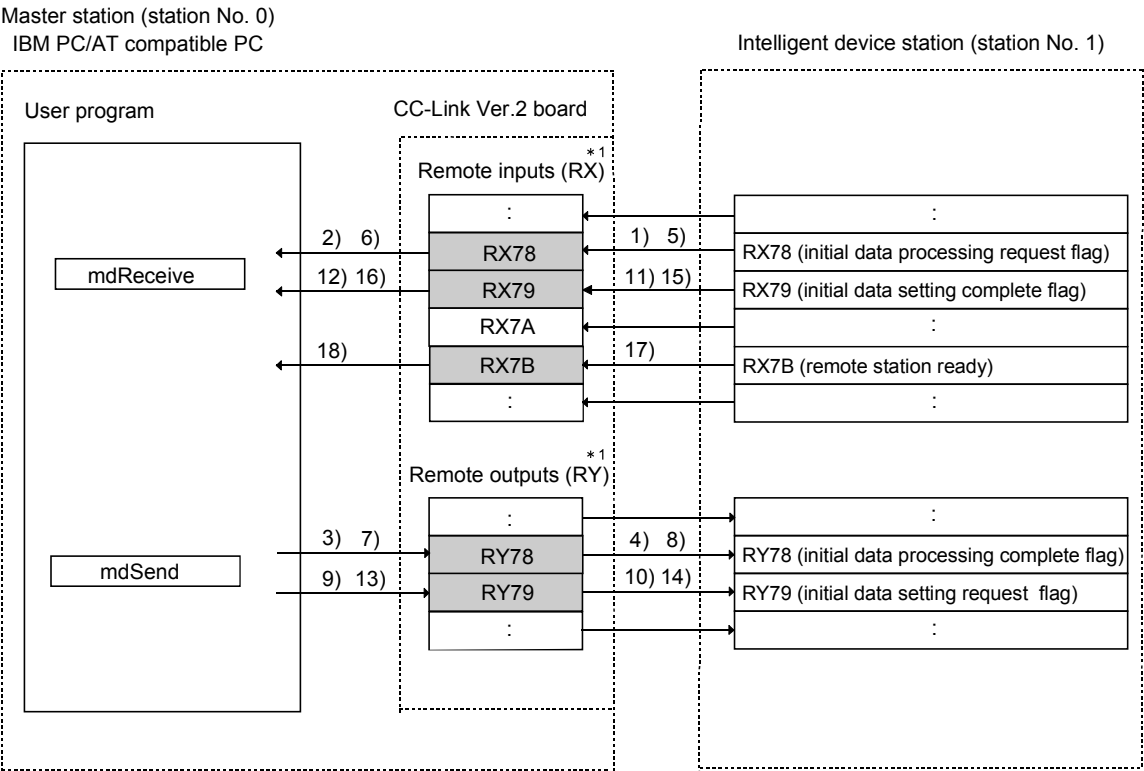 Master station (station No. 0)
IBM PC/AT compatible PC
Intelligent device station (station No. 1)
User program
CC-Link Ver.2 board
Remote inputs (RX) *1
:
:
2) 6)
RX78
1) 5)
RX78 (initial data processing request flag)
mdReceive
12) 16)
RX79
11) 15)
RX79 (initial data setting complete flag)
RX7A
:
18)
RX7B
17)
RX7B (remote station ready)
:
:
Remote outputs (RY) *1
:
:
3) 7)
RY78
4) 8)
RY78 (initial data processing complete flag)
mdSend
9) 13)
RY79
10) 14)
RY79 (initial data setting request flag)
:
: